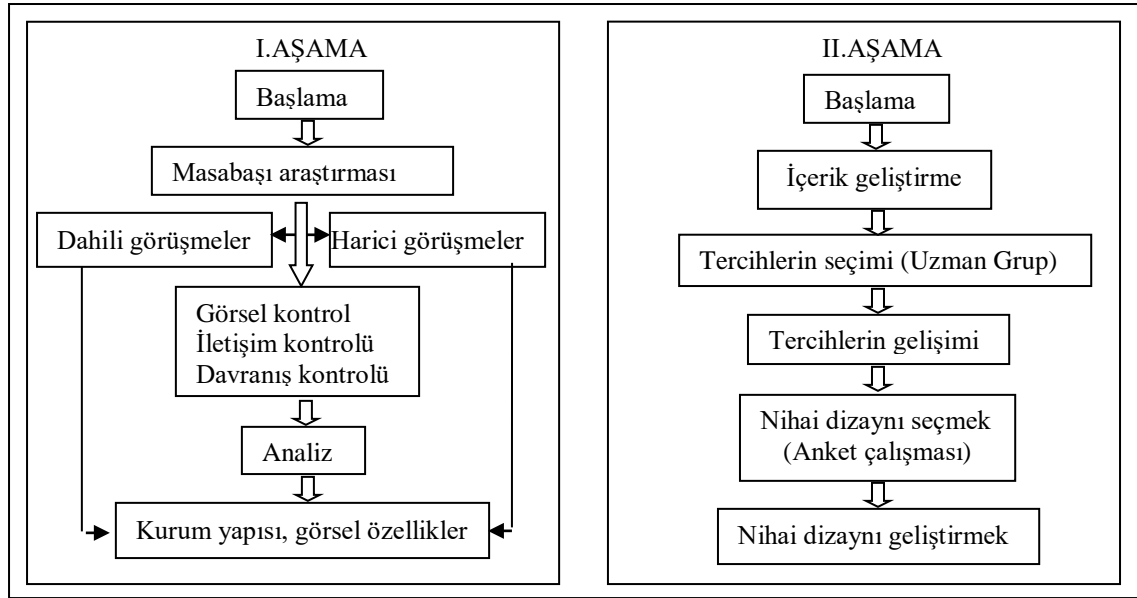 I.AŞAMA
Başlama
Masabaşı araştırması
Dahili görüşmeler
Harici görüşmeler
Görsel kontrol
İletişim kontrolü
Davranış kontrolü
Analiz
Kurum yapısı, görsel özellikler
II.AŞAMA
Başlama
İçerik geliştirme
Tercihlerin seçimi (Uzman Grup)
Tercihlerin gelişimi
Nihai dizaynı seçmek
(Anket çalışması)
Nihai dizaynı geliştirmek